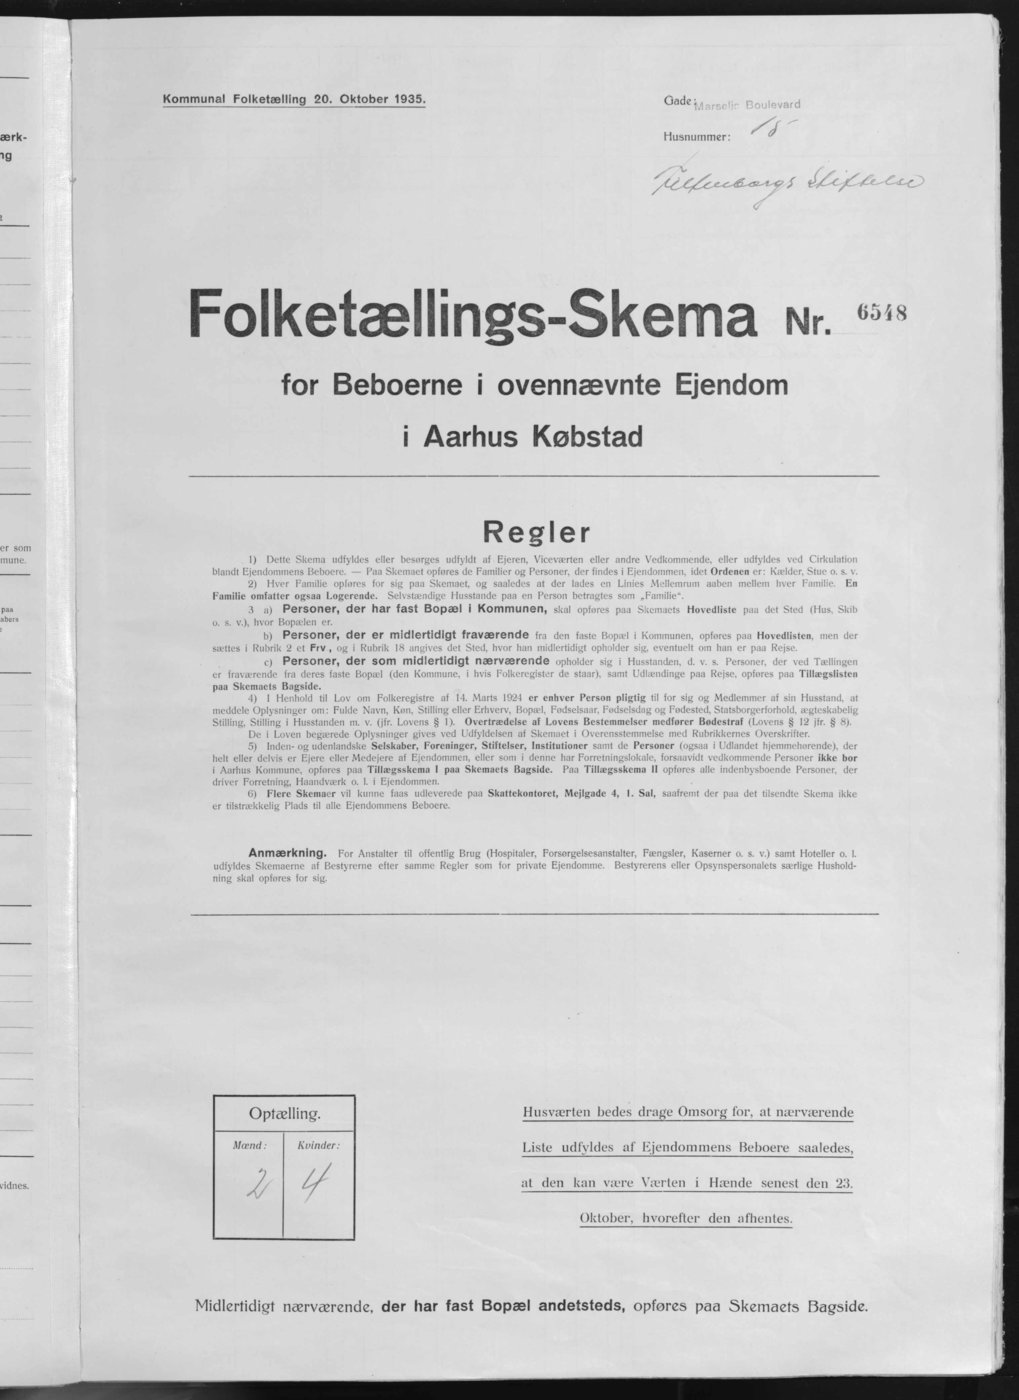 Kommunal Folketælling 20. Oktober 1935.
Gade: Marselis Boulevard
Husnummer: 15
Stiftelse
Folketællings-Skema Nr. 6548
for Beboerne i ovennævnte Ejendom
i Aarhus Købstad
Regler
1) Dette Skema udfyldes eller besørges udfyldt af Ejeren, Viceværten eller andre Vedkommende, eller udfyldes ved Cirkulation
blandt Ejendommens Beboere. — Paa Skemaet opføres de Familier og Personer, der findes i Ejendommen, idet Ordenen er: Kælder, Stue o. s. v.
2) Hver Familie opføres for sig paa Skemaet, og saaledes at der lades en Linies Mellemrum aaben mellem hver Familie. En
Familie omfatter ogsaa Logerende. Selvstændige Husstande paa en Person betragtes som „Familie“.
3 a) Personer, der har fast Bopæl i Kommunen, skal opføres paa Skemaets Hovedliste paa det Sted (Hus, Skib
o. s. v.), hvor Bopælen er.
b) Personer, der er midlertidigt fraværende fra den faste Bopæl i Kommunen, opføres paa Hovedlisten, men der
sættes i Rubrik 2 et Frv., og i Rubrik 18 angives det Sted, hvor han midlertidigt opholder sig, eventuelt om han er paa Rejse.
c) Personer, der som midlertidigt nærværende opholder sig i Husstanden, d. v. s. Personer, der ved Tællingen
er fraværende fra deres faste Bopæl (den Kommune, i hvis Folkeregister de staar), samt Udlændinge paa Rejse, opføres paa Tillægslisten
paa Skemaets Bagside.
4) I Henhold til Lov om Folkeregistre af 14. Marts 1924 er enhver Person pligtig til for sig og Medlemmer af sin Husstand, at
meddele Oplysninger om: Fulde Navn, Køn, Stilling eller Erhverv, Bopæl, Fødselsaar, Fødselsdag og Fødested, Statsborgerforhold, ægteskabelig
Stilling, Stilling i Husstanden m. v. (jfr. Lovens § 1). Overtrædelse af Lovens Bestemmelser medfører Bødestraf (Lovens § 12 jfr. § 8).
De i Loven begærede Oplysninger gives ved Udfyldelsen af Skemaet i Overensstemmelse med Rubrikkernes Overskrifter.
5) Inden- og udenlandske Selskaber, Foreninger, Stiftelser, Institutioner samt de Personer (ogsaa i Udlandet hjemmehørende), der
helt eller delvis er Ejere eller Medejere af Ejendommen, eller som i denne har Forretningslokale, forsaavidt vedkommende Personer ikke bor
i Aarhus Kommune, opføres paa Tillægsskema I paa Skemaets Bagside. Paa Tillægsskema II opføres alle indenbysboende Personer, der
driver Forretning, Haandværk o. l. i Ejendommen.
6) Flere Skemaer vil kunne faas udleverede paa Skattekontoret, Mejlgade 4, 1. Sal, saafremt der paa det tilsendte Skema ikke
er tilstrækkelig Plads til alle Ejendommens Beboere.
Anmærkning. For Anstalter til offentlig Brug (Hospitaler, Forsørgelsesanstalter, Fængsler, Kaserner o. s. v.) samt Hoteller o. l.
udfyldes Skemaerne af Bestyrerne efter samme Regler som for private Ejendomme. Bestyrerens eller Opsynspersonalets særlige Hushold-
ning skal opføres for sig.
Optælling.
Mænd: Kvinder:
2 4
Husværten bedes drage Omsorg for, at nærværende
Liste udfyldes af Ejendommens Beboere saaledes,
at den kan være Værten i Hænde senest den 23.
Oktober, hvorefter den afhentes.
Midlertidigt nærværende, der har fast Bopæl andetsteds, opføres paa Skemaets Bagside.